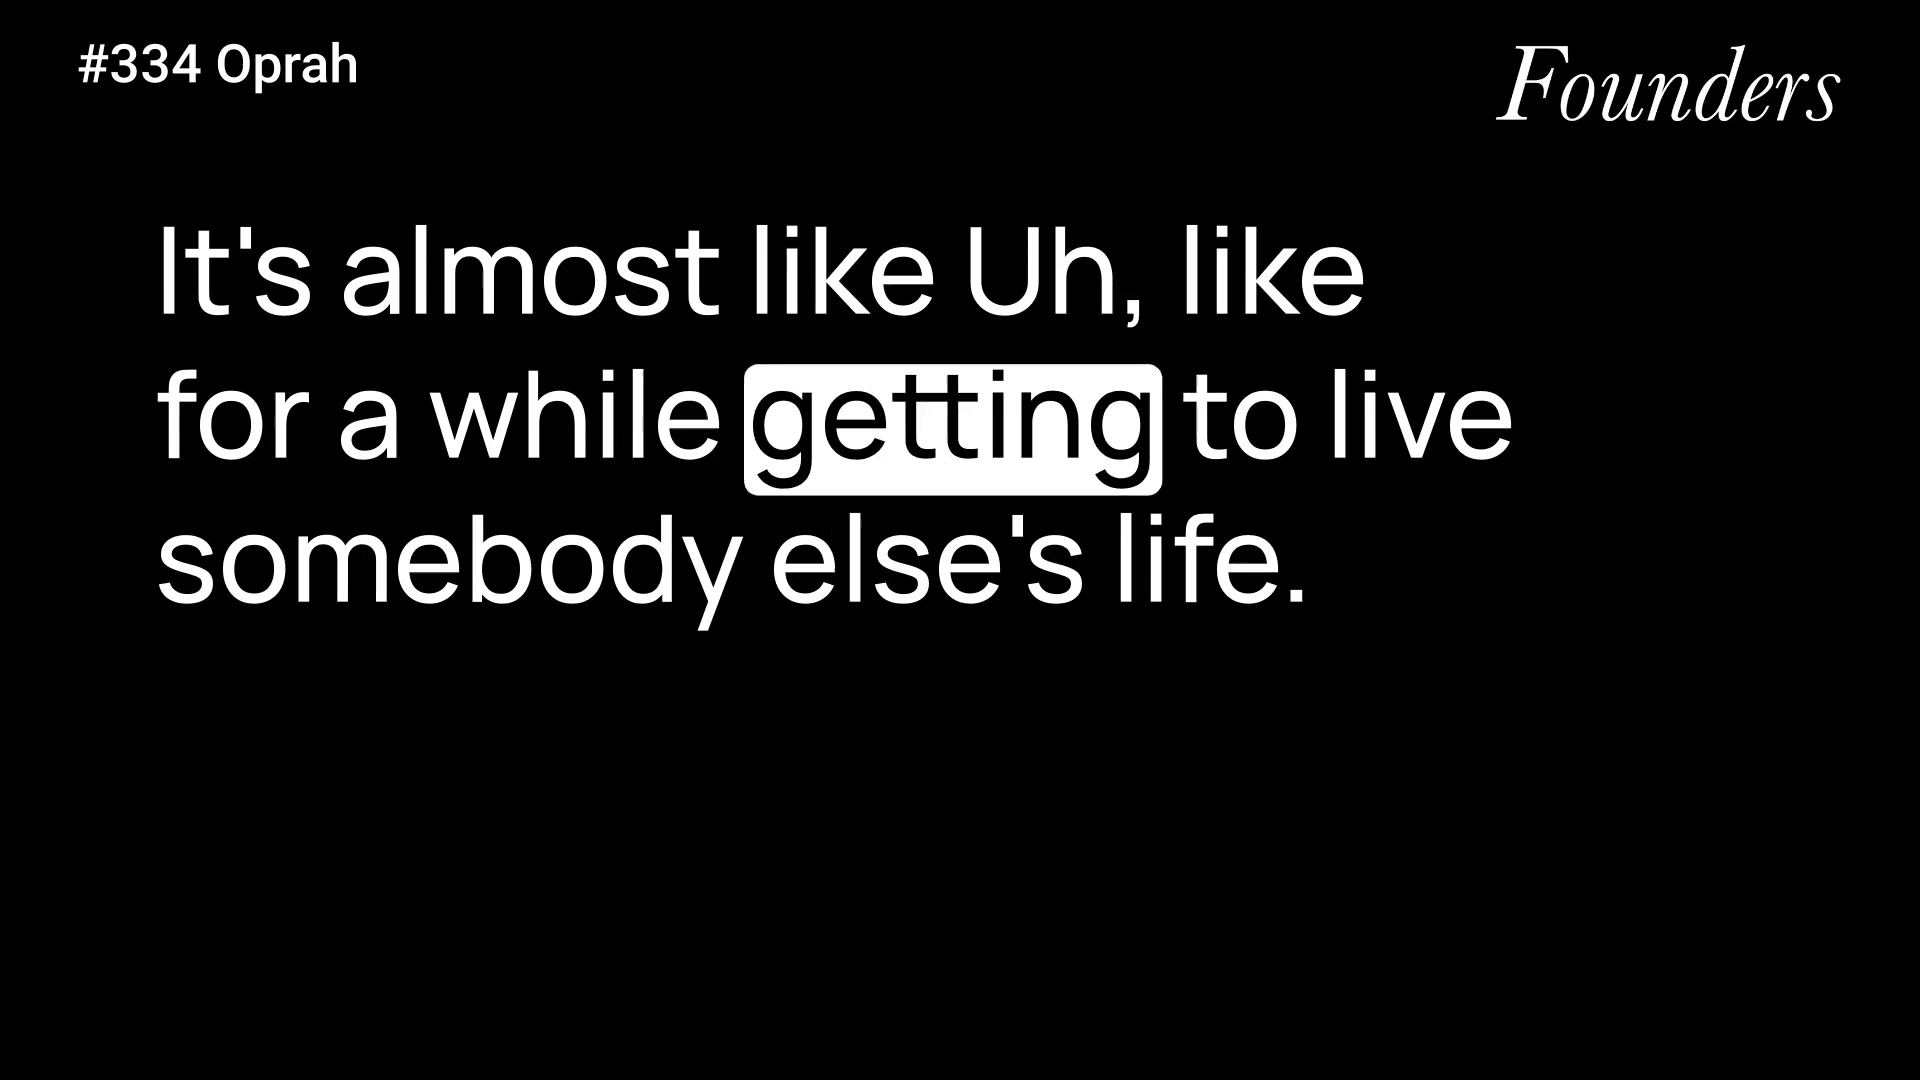 #334 Oprah
Founders
It's almost like Uh, like
for a while getting to live
somebody else's life.